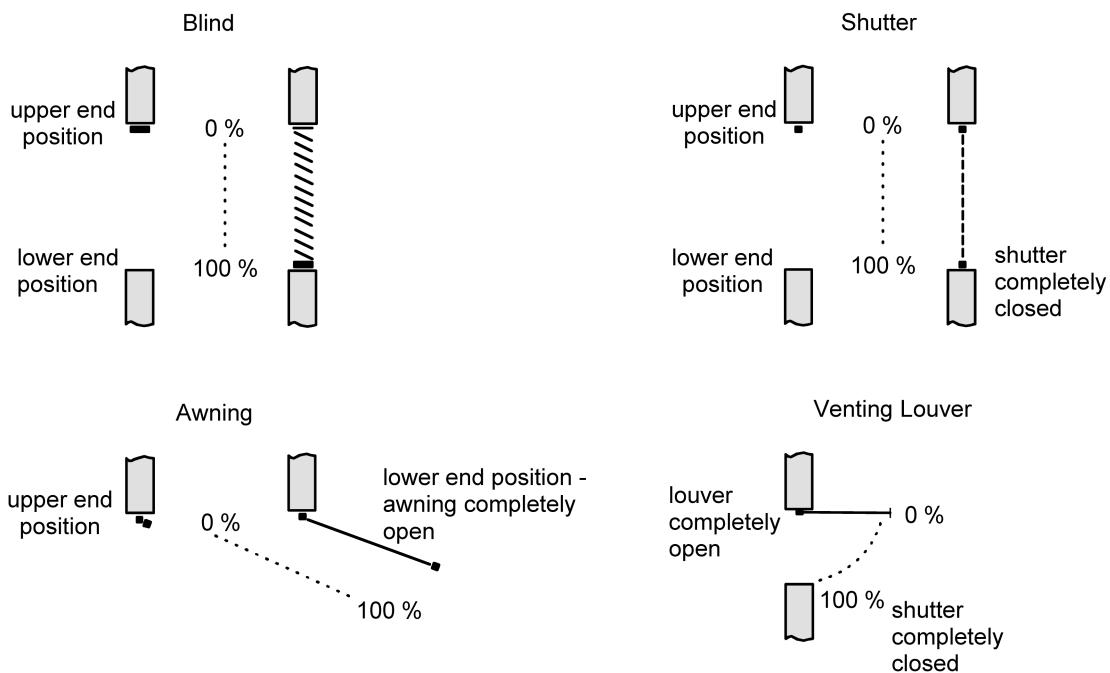 Blind
upper end
position
0 %
lower end
position
100 %
Shutter
upper end
position
0 %
lower end
position
100 %
shutter
completely
closed
Awning
upper end
position
0 %
lower end position -
awning completely
open
100 %
Venting Louver
louver
completely
open
0 %
100 %
shutter
completely
closed